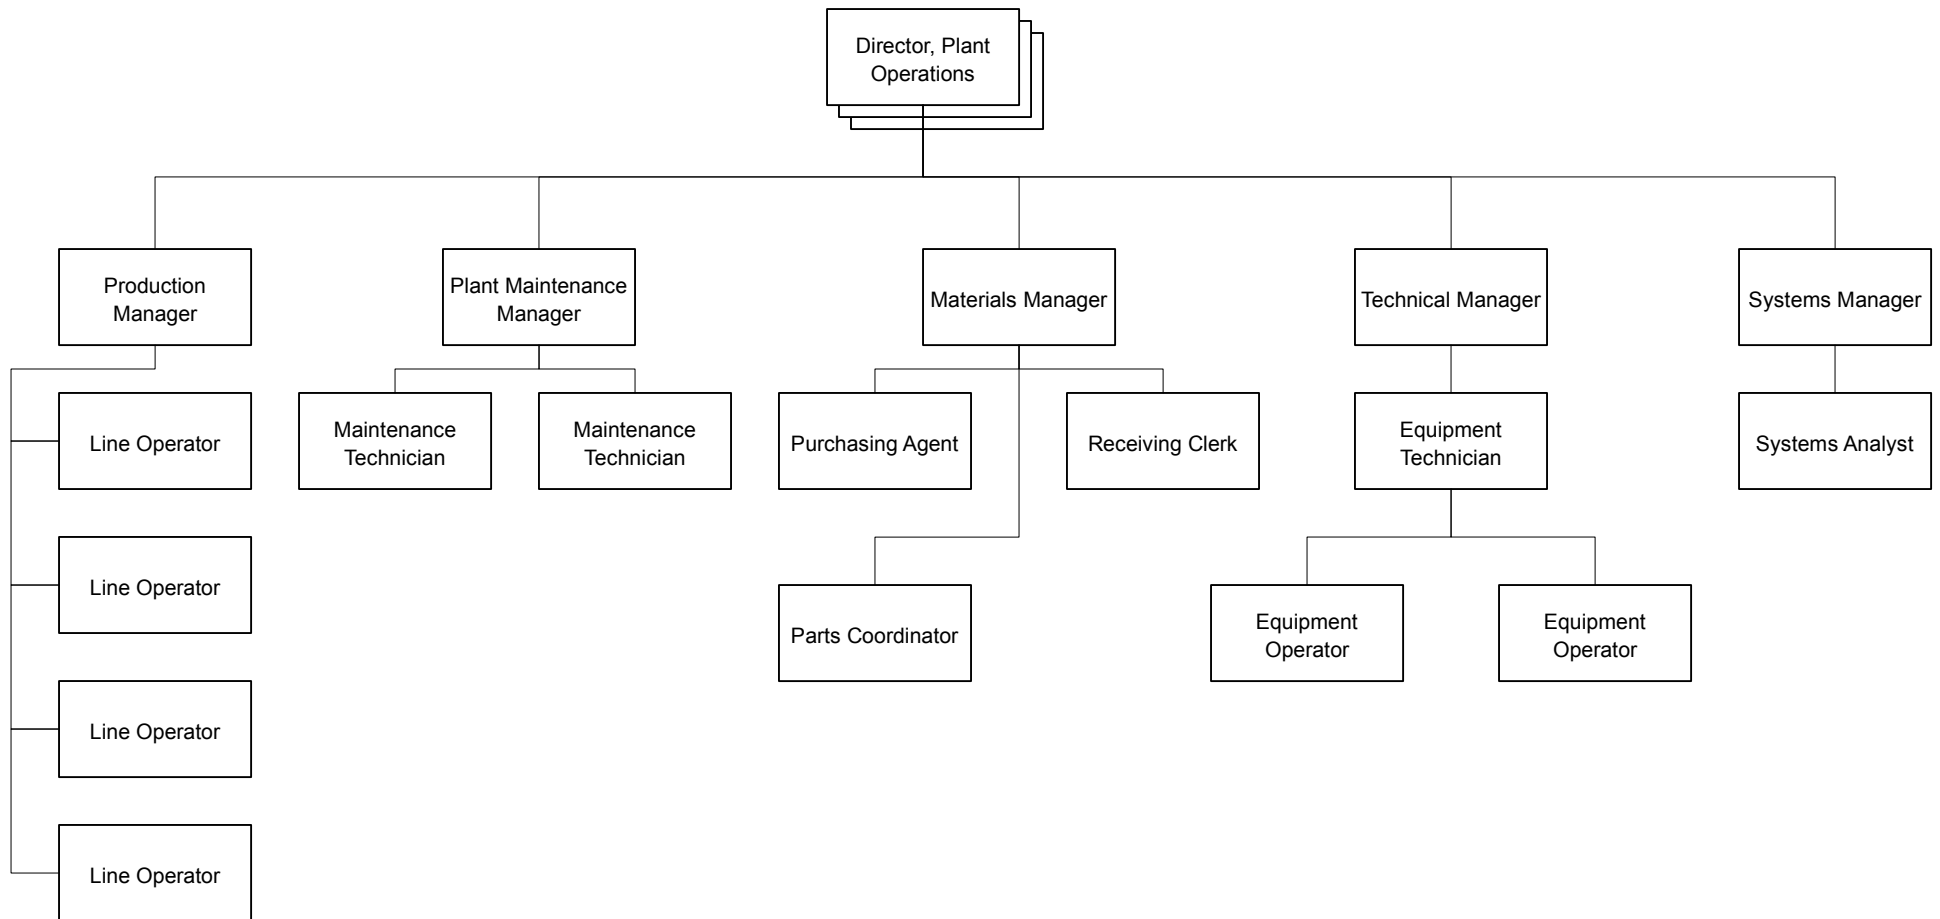 Director, Plant
Operations
Production
Manager
Plant Maintenance
Manager
Materials Manager
Technical Manager
Systems Manager
Line Operator
Maintenance
Technician
Maintenance
Technician
Purchasing Agent
Receiving Clerk
Equipment
Technician
Systems Analyst
Line Operator
Parts Coordinator
Equipment
Operator
Equipment
Operator
Line Operator
Line Operator